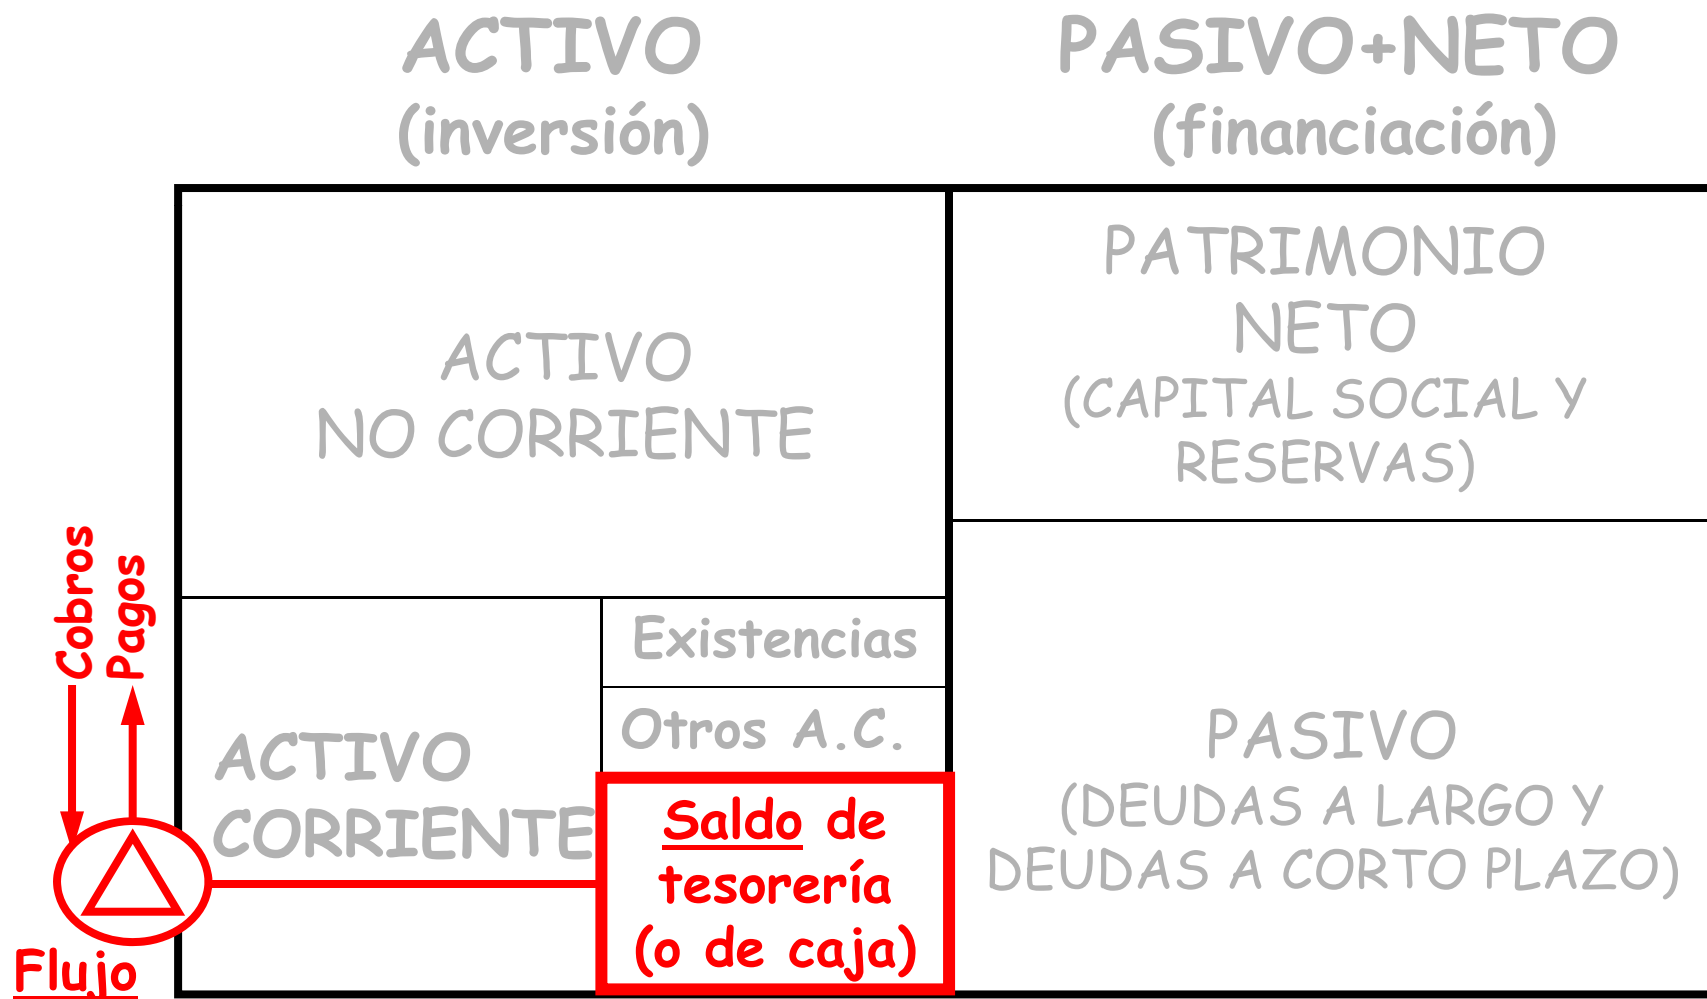 ACTIVO
(inversión)
PASIVO+NETO
(financiación)
ACTIVO
NO CORRIENTE
PATRIMONIO
NETO
(CAPITAL SOCIAL Y
RESERVAS)
Cobros
Pagos
Existencias
Otros A.C.
ACTIVO
CORRIENTE
Saldo de
tesorería
(o de caja)
PASIVO
(DEUDAS A LARGO Y
DEUDAS A CORTO PLAZO)
Flujo